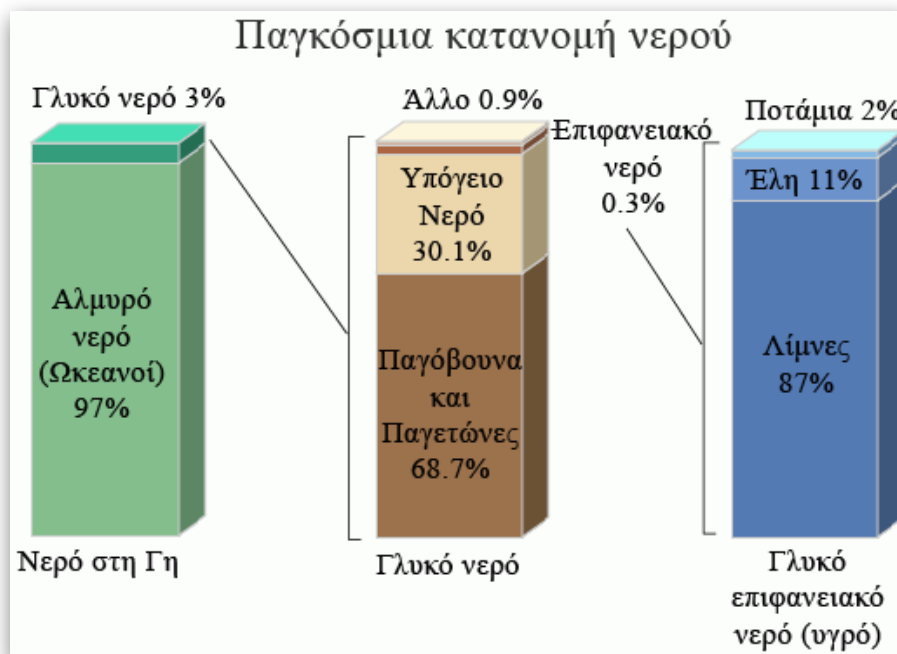 Παγκόσμια κατανομή νερού
Γλυκό νερό 3%
Αλμυρό
νερό
(Ωκεανοί)
97%
Νερό στη Γη
Άλλο 0.9%
Υπόγειο
Νερό
30.1%
Παγόβουνα
και
Παγετώνες
68.7%
Γλυκό νερό
Επιφανειακό
νερό
0.3%
Ποτάμια 2%
Έλη 11%
Λίμνες
87%
Γλυκό
επιφανειακό
νερό (υγρό)